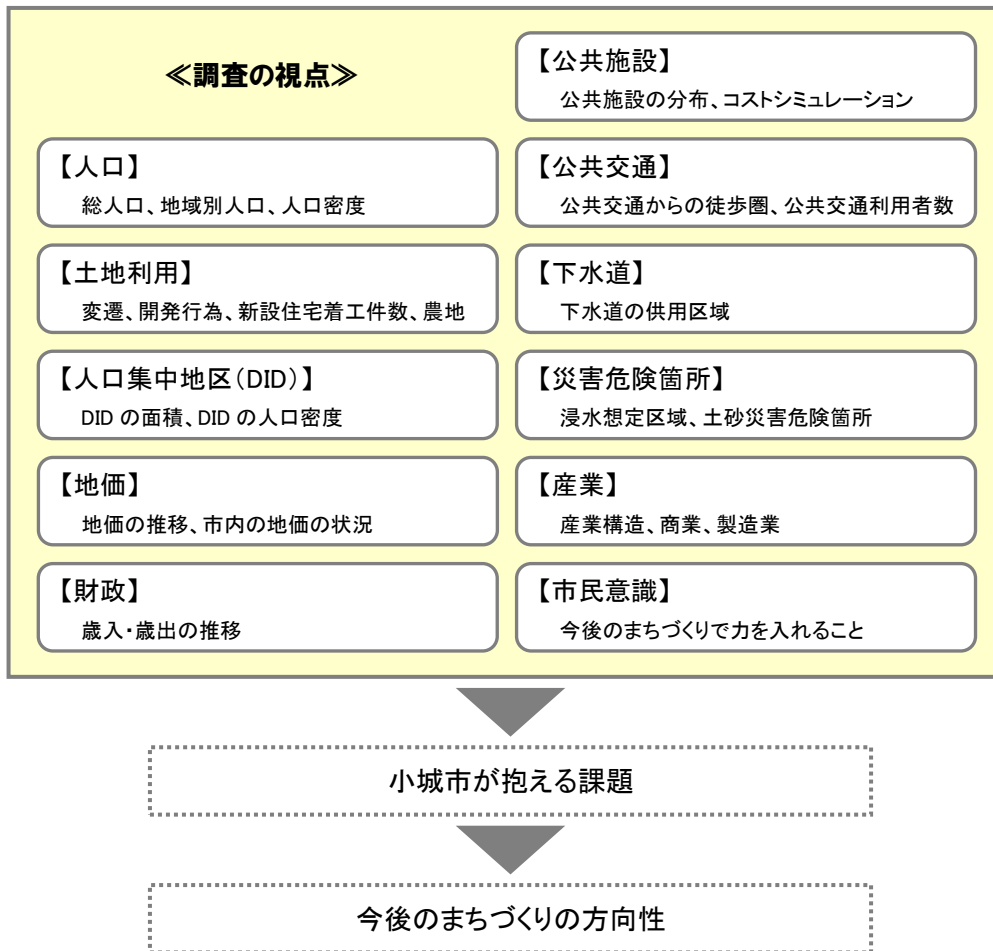 ≪調査の視点≫
【人口】
総人口、地域別人口、人口密度
【土地利用】
変遷、開発行為、新設住宅着工件数、農地
【人口集中地区（DID）】
DID の面積、DID の人口密度
【地価】
地価の推移、市内の地価の状況
【財政】
歳入・歳出の推移
【公共施設】
公共施設の分布、コストシミュレーション
【公共交通】
公共交通からの徒歩圏、公共交通利用者数
【下水道】
下水道の供用区域
【災害危険箇所】
浸水想定区域、土砂災害危険箇所
【産業】
産業構造、商業、製造業
【市民意識】
今後のまちづくりで力を入れること
小城市が抱える課題
今後のまちづくりの方向性